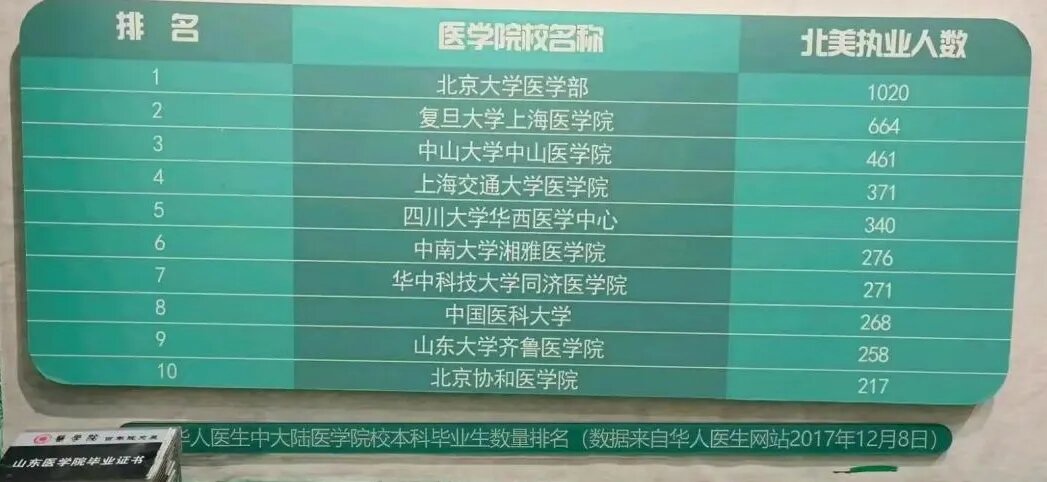 排 名 医学院校名称 北美执业人数
1 北京大学医学部 1020
2 复旦大学上海医学院 664
3 中山大学中山医学院 461
4 上海交通大学医学院 371
5 四川大学华西医学中心 340
6 中南大学湘雅医学院 276
7 华中科技大学同济医学院 271
8 中国医科大学 268
9 山东大学齐鲁医学院 258
10 北京协和医学院 217
华人医生中大陆医学院校本科毕业生数量排名（数据来自华人医生网站2017年12月8日）
医学院
山东医学院毕业证书